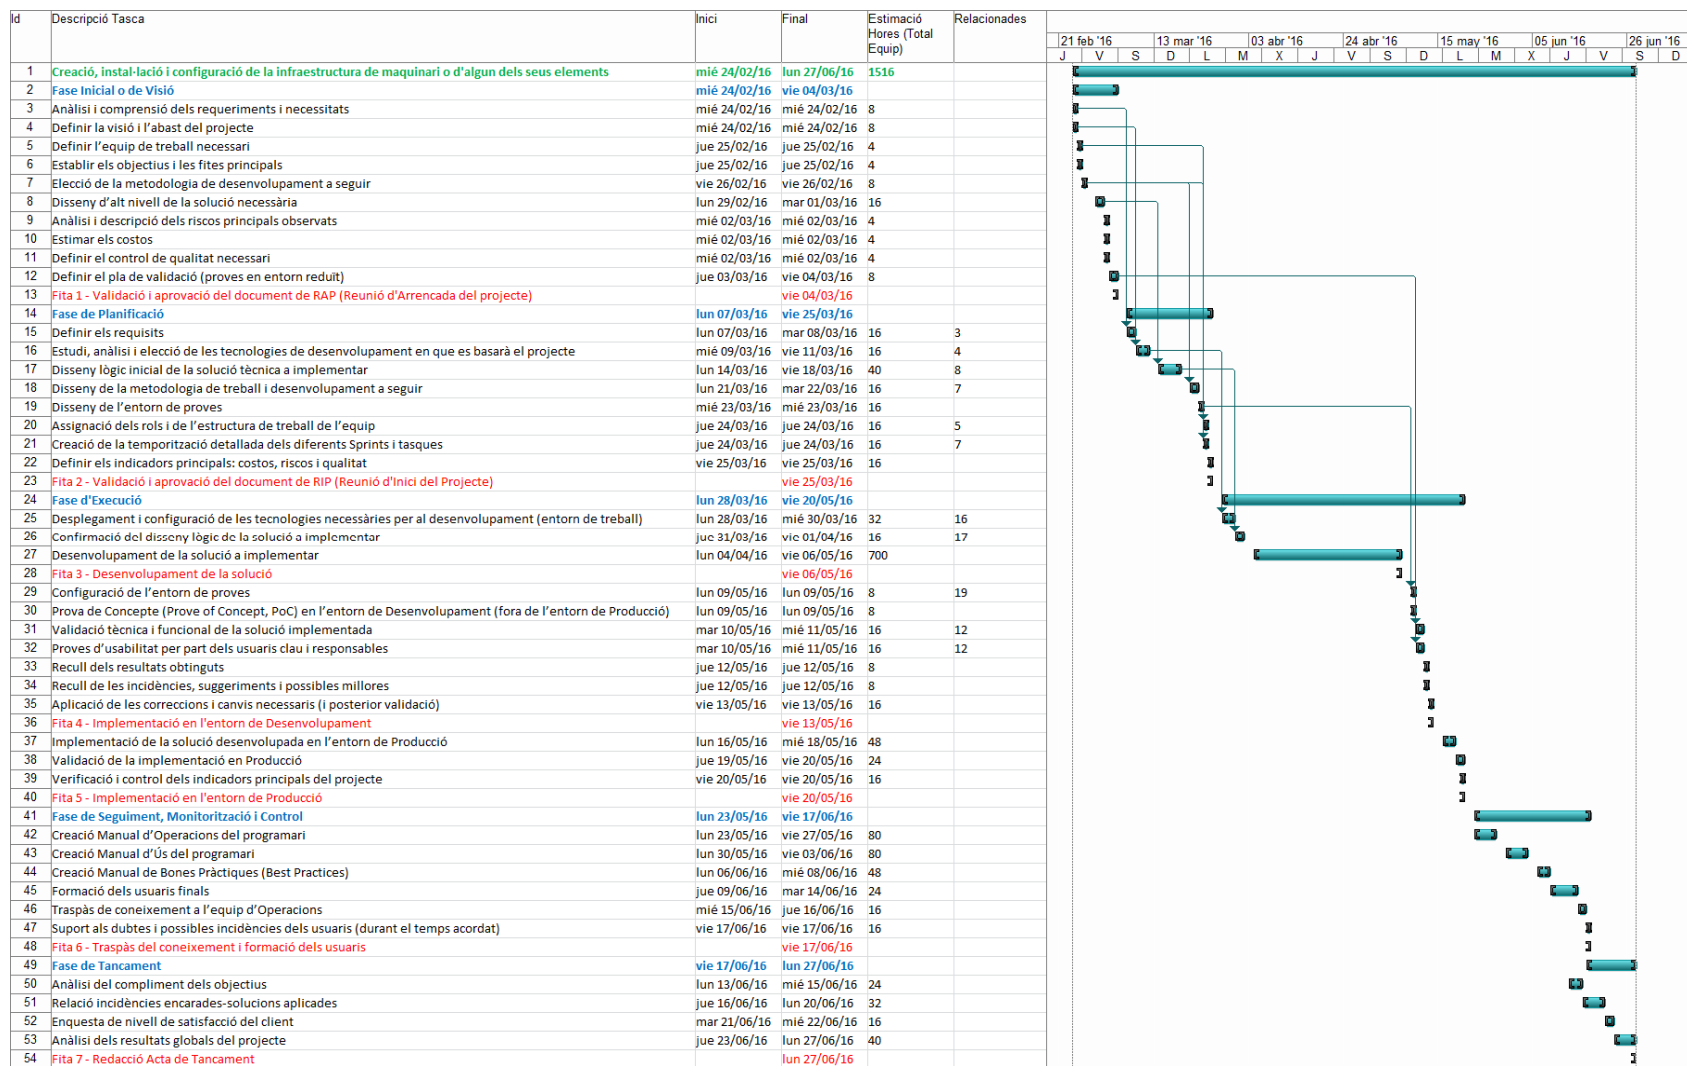 Id Descripció Tasca Inici Final Estimació Hores (Total Equip) Relacionades
21 feb '16 13 mar '16 03 abr '16 24 abr '16 15 may '16 05 jun '16 26 jun '16
J V S D L M X J V S D L M X J V S D
1 Creació, instal·lació i configuració de la infraestructura de maquinari o d'algun dels seus elements mié 24/02/16 lun 27/06/16 1516
2 Fase Inicial o de Visió mié 24/02/16 vie 04/03/16
3 Anàlisi i comprensió dels requeriments i necessitats mié 24/02/16 mié 24/02/16 8
4 Definir la visió i l'abast del projecte mié 24/02/16 mié 24/02/16 8
5 Definir l'equip de treball necessari jue 25/02/16 jue 25/02/16 4
6 Establir els objectius i les fites principals jue 25/02/16 jue 25/02/16 4
7 Elecció de la metodologia de desenvolupament a seguir vie 26/02/16 vie 26/02/16 8
8 Disseny d'alt nivell de la solució necessària lun 29/02/16 mar 01/03/16 16
9 Anàlisi i descripció dels riscos principals observats mié 02/03/16 mié 02/03/16 4
10 Estimar els costos mié 02/03/16 mié 02/03/16 4
11 Definir el control de qualitat necessari mié 02/03/16 mié 02/03/16 4
12 Definir el pla de validació (proves en entorn reduït) jue 03/03/16 vie 04/03/16 8
13 Fita 1 - Validació i aprovació del document de RAP (Reunió d'Arrencada del projecte) vie 04/03/16
14 Fase de Planificació lun 07/03/16 vie 25/03/16
15 Definir els requisits lun 07/03/16 mar 08/03/16 16 3
16 Estudi, anàlisi i elecció de les tecnologies de desenvolupament en que es basarà el projecte mié 09/03/16 vie 11/03/16 16 4
17 Disseny lògic inicial de la solució tècnica a implementar lun 14/03/16 vie 18/03/16 40 8
18 Disseny de la metodologia de treball i desenvolupament a seguir lun 21/03/16 mar 22/03/16 16 7
19 Disseny de l'entorn de proves mié 23/03/16 mié 23/03/16 16
20 Assignació dels rols i de l'estructura de treball de l'equip jue 24/03/16 jue 24/03/16 16 5
21 Creació de la temporització detallada dels diferents Sprints i tasques jue 24/03/16 jue 24/03/16 16 7
22 Definir els indicadors principals: costos, riscos i qualitat vie 25/03/16 vie 25/03/16 16
23 Fita 2 - Validació i aprovació del document de RIP (Reunió d'Inici del Projecte) vie 25/03/16
24 Fase d'Execució lun 28/03/16 vie 20/05/16
25 Desplegament i configuració de les tecnologies necessàries per al desenvolupament (entorn de treball) lun 28/03/16 mié 30/03/16 32 16
26 Confirmació del disseny lògic de la solució a implementar jue 31/03/16 vie 01/04/16 16 17
27 Desenvolupament de la solució a implementar lun 04/04/16 vie 06/05/16 700
28 Fita 3 - Desenvolupament de la solució vie 06/05/16
29 Configuració de l'entorn de proves lun 09/05/16 lun 09/05/16 8 19
30 Prova de Concepte (Prove of Concept, PoC) en l'entorn de Desenvolupament (fora de l'entorn de Producció) lun 09/05/16 lun 09/05/16 8
31 Validació tècnica i funcional de la solució implementada mar 10/05/16 mié 11/05/16 16 12
32 Proves d'usabilitat per part dels usuaris clau i responsables mar 10/05/16 mié 11/05/16 16 12
33 Recull dels resultats obtinguts jue 12/05/16 jue 12/05/16 8
34 Recull de les incidències, suggeriments i possibles millores jue 12/05/16 jue 12/05/16 8
35 Aplicació de les correccions i canvis necessaris (i posterior validació) vie 13/05/16 vie 13/05/16 16
36 Fita 4 - Implementació en l'entorn de Desenvolupament vie 13/05/16
37 Implementació de la solució desenvolupada en l'entorn de Producció lun 16/05/16 mié 18/05/16 48
38 Validació de la implementació en Producció jue 19/05/16 vie 20/05/16 24
39 Verificació i control dels indicadors principals del projecte vie 20/05/16 vie 20/05/16 16
40 Fita 5 - Implementació en l'entorn de Producció vie 20/05/16
41 Fase de Seguiment, Monitorització i Control lun 23/05/16 vie 17/06/16
42 Creació Manual d'Operacions del programari lun 23/05/16 vie 27/05/16 80
43 Creació Manual d'Ús del programari lun 30/05/16 vie 03/06/16 80
44 Creació Manual de Bones Pràctiques (Best Practices) lun 06/06/16 mié 08/06/16 48
45 Formació dels usuaris finals jue 09/06/16 mar 14/06/16 24
46 Traspàs de coneixement a l'equip d'Operacions mié 15/06/16 jue 16/06/16 16
47 Suport als dubtes i possibles incidències dels usuaris (durant el temps acordat) vie 17/06/16 vie 17/06/16 16
48 Fita 6 - Traspàs del coneixement i formació dels usuaris vie 17/06/16
49 Fase de Tancament vie 17/06/16 lun 27/06/16
50 Anàlisi del compliment dels objectius lun 13/06/16 mié 15/06/16 24
51 Relació incidències encarades-solucions aplicades jue 16/06/16 lun 20/06/16 32
52 Enquesta de nivell de satisfacció del client mar 21/06/16 mié 22/06/16 16
53 Anàlisi dels resultats globals del projecte jue 23/06/16 lun 27/06/16 40
54 Fita 7 - Redacció Acta de Tancament lun 27/06/16